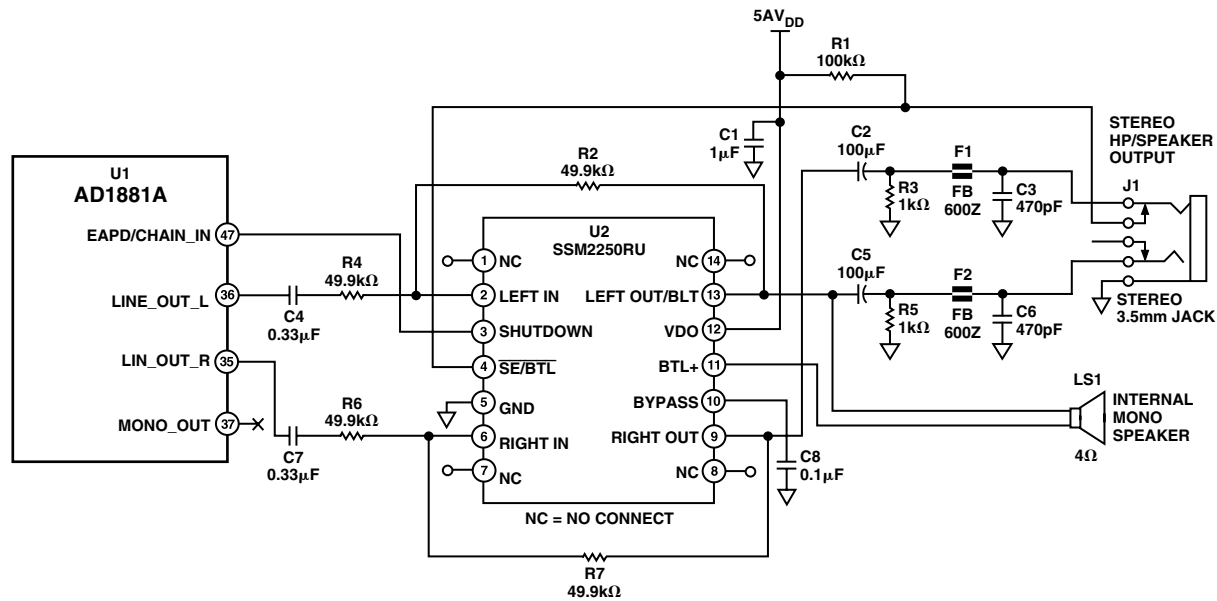 5AVDD
R1
100kΩ
C1
1µF
C2
100µF
F1
FB
600Z
R3
1kΩ
C3
470pF
STEREO
HP/SPEAKER
OUTPUT
J1
U1
AD1881A
R2
49.9kΩ
EAPD/CHAIN_IN
47
U2
SSM2250RU
1
NC
NC
14
R4
49.9kΩ
LINE_OUT_L
36
C4
0.33µF
2
LEFT IN
LEFT OUT/BLT
13
C5
100µF
F2
FB
600Z
R5
1kΩ
C6
470pF
STEREO
3.5mm JACK
3
SHUTDOWN
VDO
12
LIN_OUT_R
35
4
SE/BTL
BTL+
11
LS1
INTERNAL
MONO
SPEAKER
4Ω
5
GND
BYPASS
10
MONO_OUT
37
R6
49.9kΩ
C7
0.33µF
6
RIGHT IN
RIGHT OUT
9
C8
0.1µF
7
NC
NC
8
NC = NO CONNECT
R7
49.9kΩ